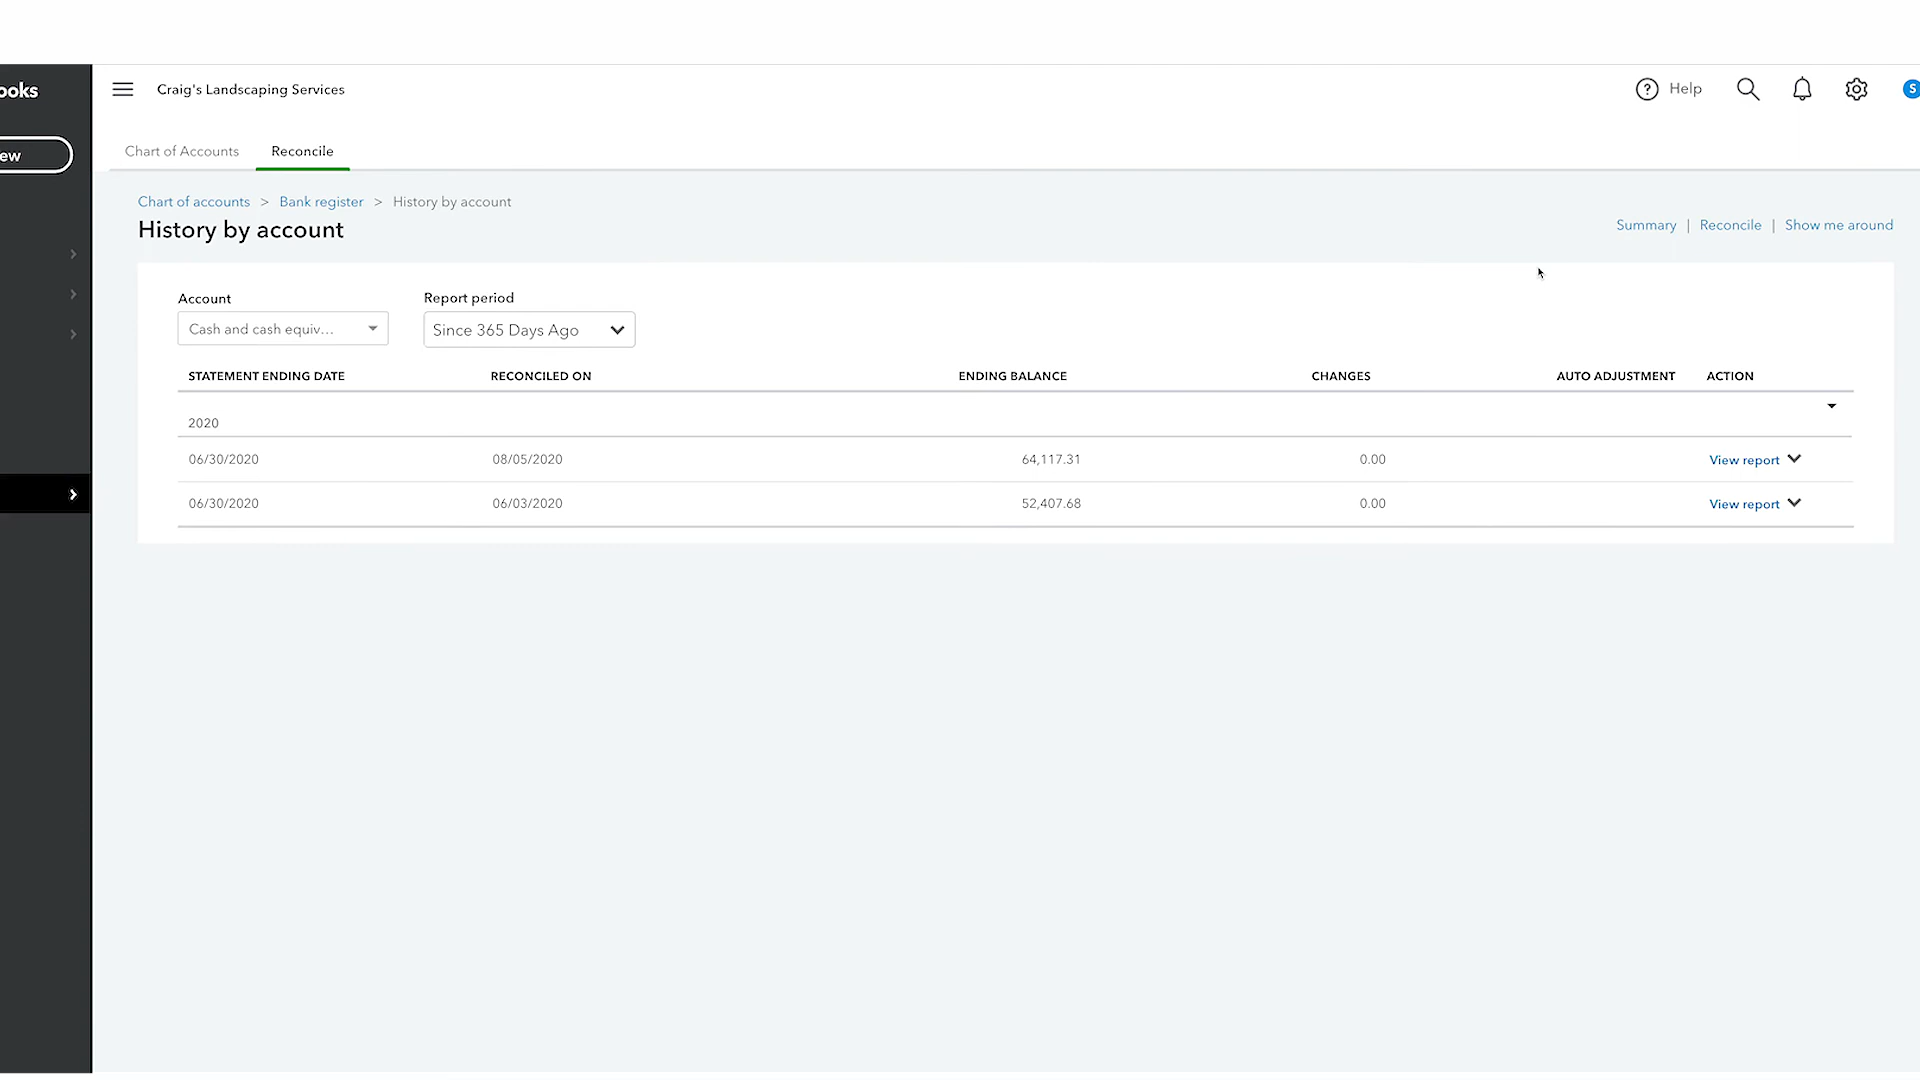 ooks
Craig's Landscaping Services
Help
S
ew
Chart of Accounts
Reconcile
Chart of accounts > Bank register > History by account
History by account
Summary | Reconcile | Show me around
Account
Report period
Cash and cash equiv...
Since 365 Days Ago
STATEMENT ENDING DATE RECONCILED ON ENDING BALANCE CHANGES AUTO ADJUSTMENT ACTION
2020
06/30/2020 08/05/2020 64,117.31 0.00 View report
06/30/2020 06/03/2020 52,407.68 0.00 View report